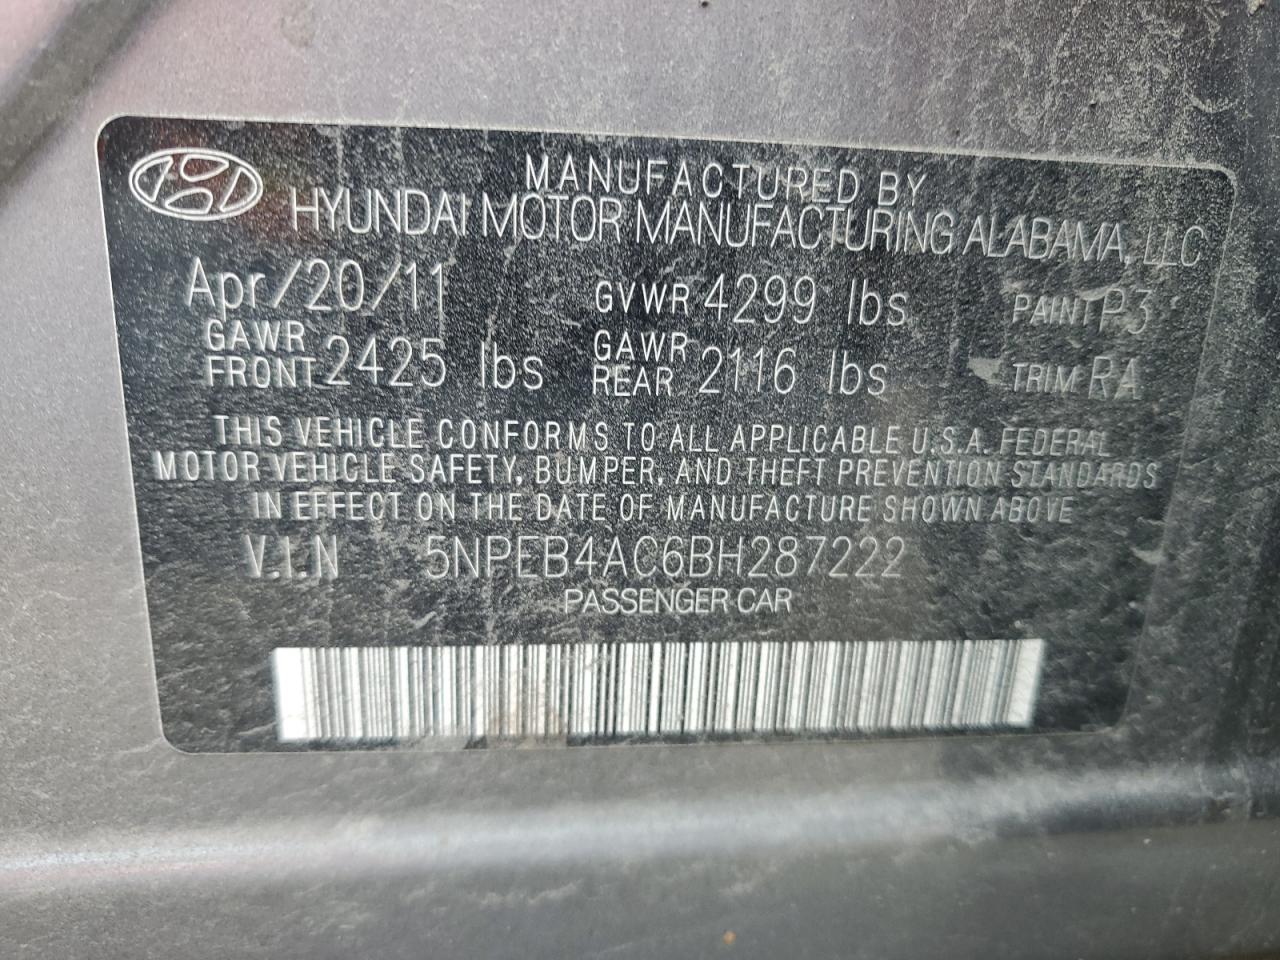 MANUFACTURED BY
HYUNDAI MOTOR MANUFACTURING ALABAMA, LLC
Apr/20/11 GVWR 4299 lbs PAINT P3
GAWR FRONT 2425 lbs GAWR REAR 2116 lbs TRIM RA
THIS VEHICLE CONFORMS TO ALL APPLICABLE U.S.A. FEDERAL
MOTOR VEHICLE SAFETY, BUMPER, AND THEFT PREVENTION STANDARDS
IN EFFECT ON THE DATE OF MANUFACTURE SHOWN ABOVE
V.I.N 5NPEB4AC6BH287222
PASSENGER CAR